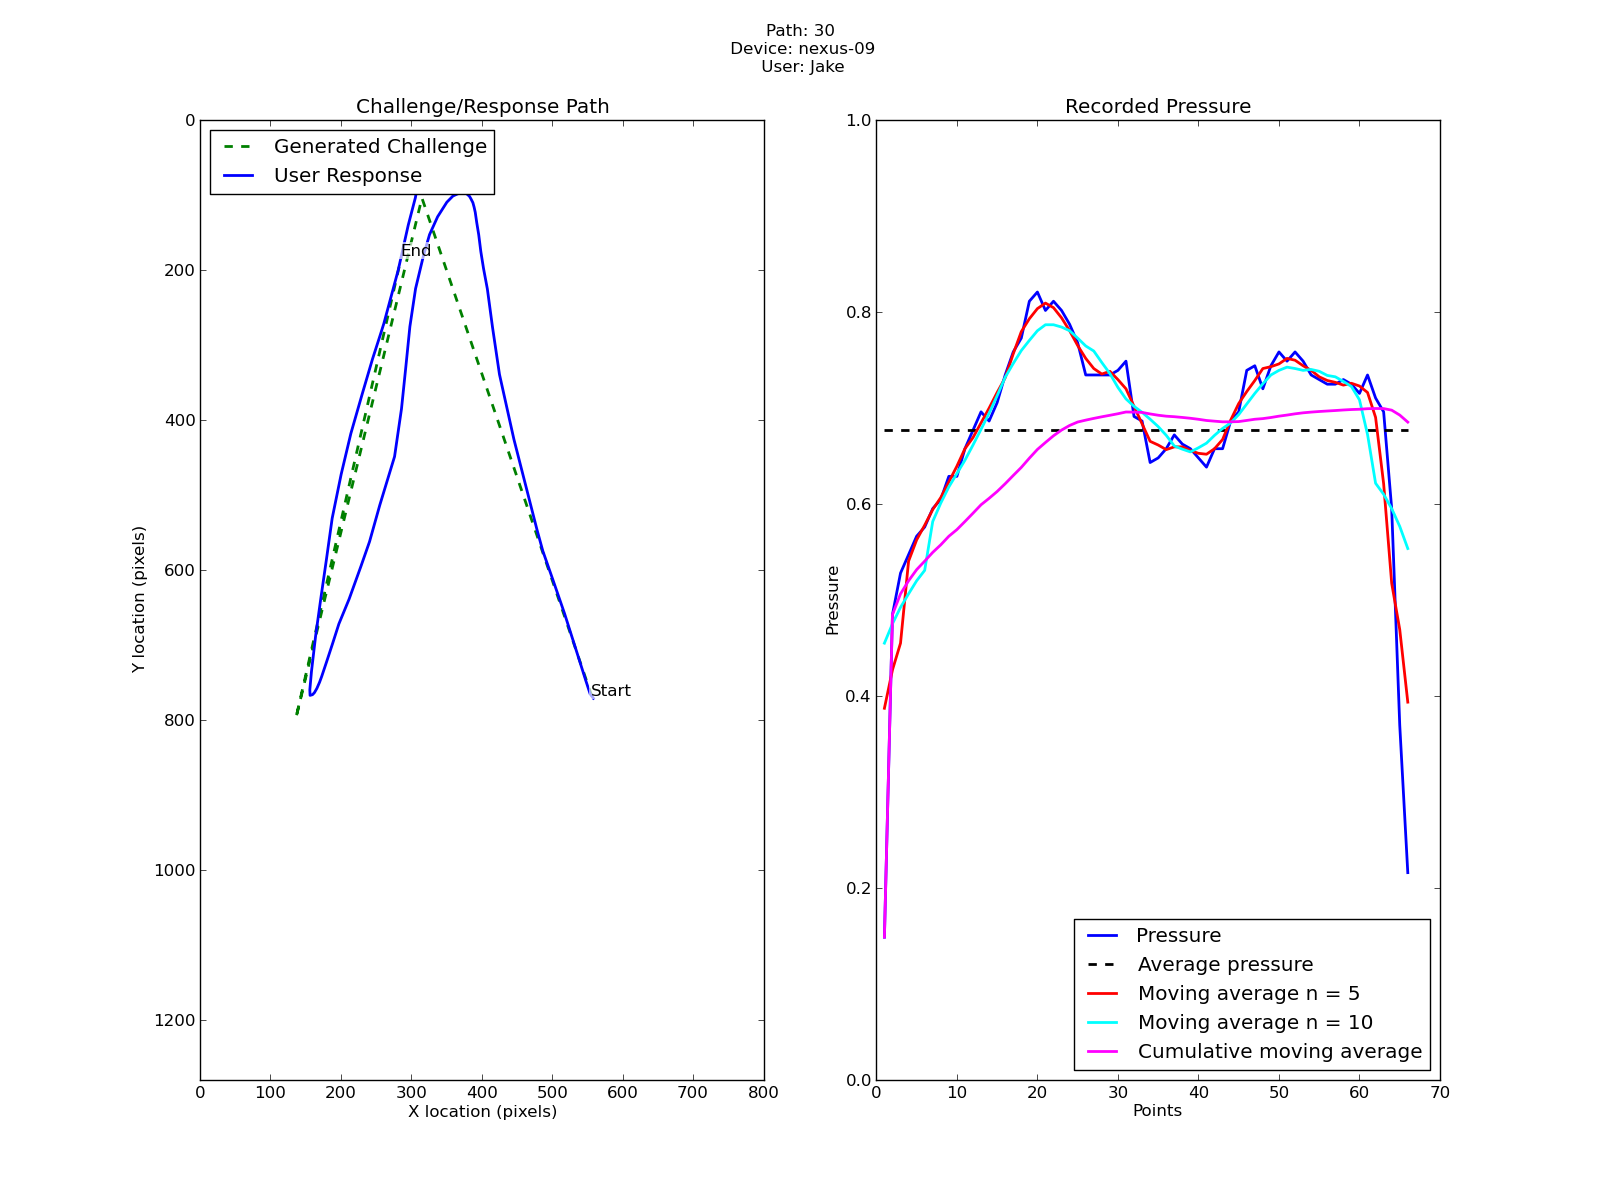 Path: 30
Device: nexus-09
User: Jake
Challenge/Response Path
Generated Challenge
User Response
End
Start
0
200
400
600
800
1000
1200
Y location (pixels)
0 100 200 300 400 500 600 700 800
X location (pixels)
Recorded Pressure
1.0
0.8
0.6
0.4
0.2
0.0
Pressure
Pressure
Average pressure
Moving average n = 5
Moving average n = 10
Cumulative moving average
0 10 20 30 40 50 60 70
Points